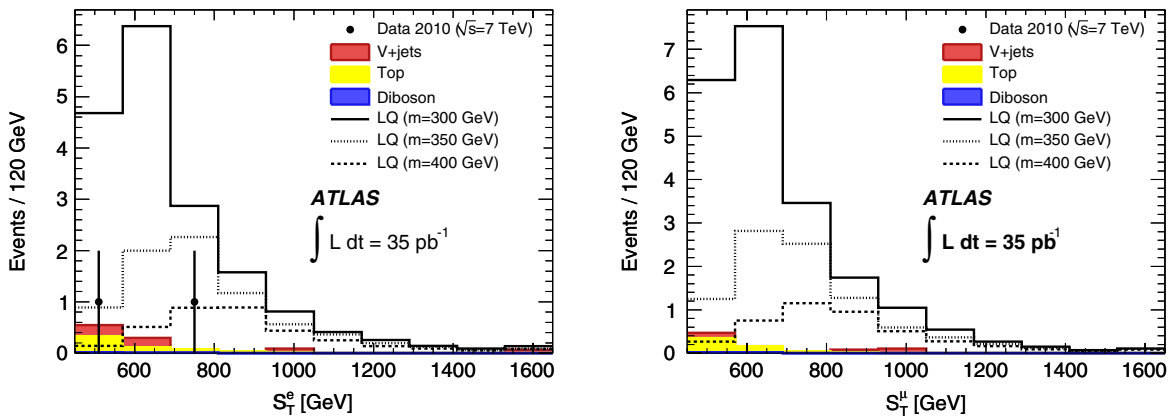 Events / 120 GeV
6
5
4
3
2
1
0
Data 2010 (√s=7 TeV)
V+jets
Top
Diboson
LQ (m=300 GeV)
LQ (m=350 GeV)
LQ (m=400 GeV)
ATLAS
∫ L dt = 35 pb⁻¹
600 800 1000 1200 1400 1600
S_T^e [GeV]
Events / 120 GeV
7
6
5
4
3
2
1
0
Data 2010 (√s=7 TeV)
V+jets
Top
Diboson
LQ (m=300 GeV)
LQ (m=350 GeV)
LQ (m=400 GeV)
ATLAS
∫ L dt = 35 pb⁻¹
600 800 1000 1200 1400 1600
S_T^μ [GeV]